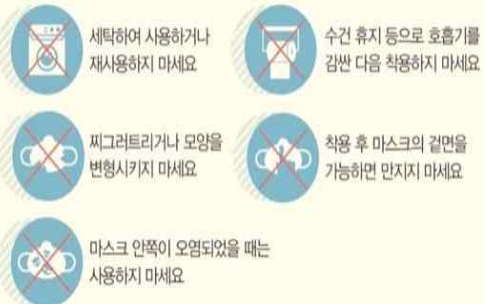 세탁하여 사용하거나
재사용하지 마세요
수건 휴지 등으로 호흡기를
감싼 다음 착용하지 마세요
찌그러트리거나 모양을
변형시키지 마세요
착용 후 마스크의 겉면을
가능하면 만지지 마세요
마스크 안쪽이 오염되었을 때는
사용하지 마세요